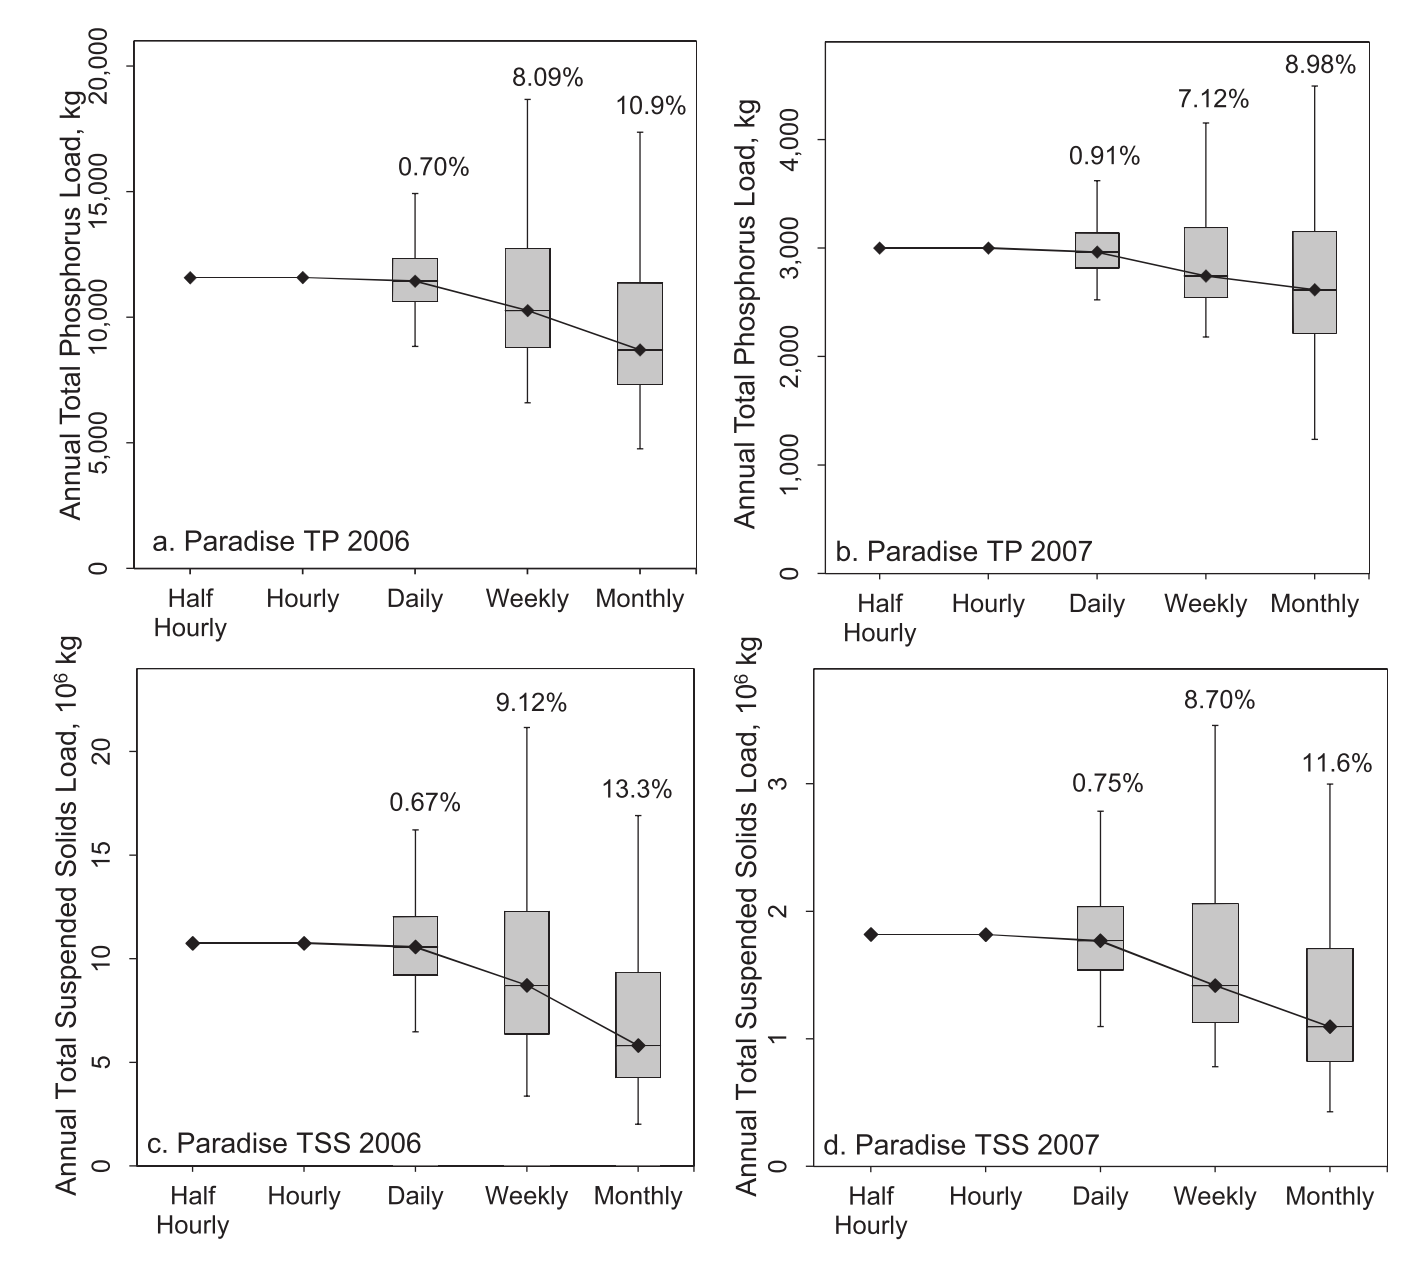 Annual Total Phosphorus Load, kg
20,000
15,000
10,000
5,000
0
0.70%
8.09%
10.9%
a. Paradise TP 2006
Half
Hourly
Hourly
Daily
Weekly
Monthly
Annual Total Phosphorus Load, kg
4,000
3,000
2,000
1,000
0
0.91%
7.12%
8.98%
b. Paradise TP 2007
Half
Hourly
Hourly
Daily
Weekly
Monthly
Annual Total Suspended Solids Load, 10⁶ kg
20
15
10
5
0
0.67%
9.12%
13.3%
c. Paradise TSS 2006
Half
Hourly
Hourly
Daily
Weekly
Monthly
Annual Total Suspended Solids Load, 10⁶ kg
3
2
1
0
0.75%
8.70%
11.6%
d. Paradise TSS 2007
Half
Hourly
Hourly
Daily
Weekly
Monthly